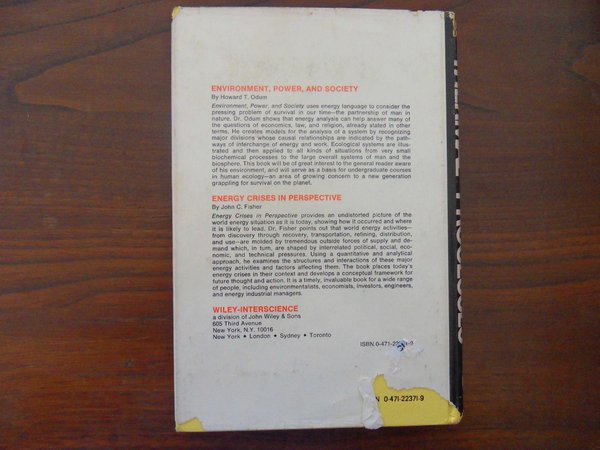 ENVIRONMENT, POWER, AND SOCIETY
By Howard T. Odum
Environment, Power, and Society uses energy language to consider the
pressing problem of survival in our time—the partnership of man in
nature. Dr. Odum shows that energy analysis can help answer many
of the questions of economics, law, and religion, already stated in other
terms. He creates models for the analysis of a system by recognizing
major divisions whose causal relationships are indicated by the path-
ways of interchange of energy and work. Ecological systems are illus-
trated and then applied to all kinds of situations from very small
biochemical processes to the large overall systems of man and the
biosphere. This book will be of great interest to the general reader aware
of his environment, and will serve as a basis for undergraduate courses
in human ecology—an area of growing concern to a new generation
grappling for survival on the planet.
ENERGY CRISES IN PERSPECTIVE
By John C. Fisher
Energy Crises in Perspective provides an undistorted picture of the
world energy situation as it is today, showing how it occurred and where
it is likely to lead. Dr. Fisher points out that world energy activities—
from discovery through recovery, transportation, refining, distribution,
and use—are molded by tremendous outside forces of supply and de-
mand which, in turn, are shaped by interrelated political, social, eco-
nomic, and technical pressures. Using a quantitative and analytical
approach, he examines the structures and interactions of these major
energy activities and factors affecting them. The book places today's
energy crises in their context and develops a conceptual framework for
future thought and action. It is a timely, invaluable book for a wide range
of people, including environmentalists, economists, investors, engineers,
and energy industrial managers.
WILEY-INTERSCIENCE
a division of John Wiley & Sons
605 Third Avenue
New York, N.Y. 10016
New York • London • Sydney • Toronto
ISBN 0-471-22371-9
N 0-471-22371-9